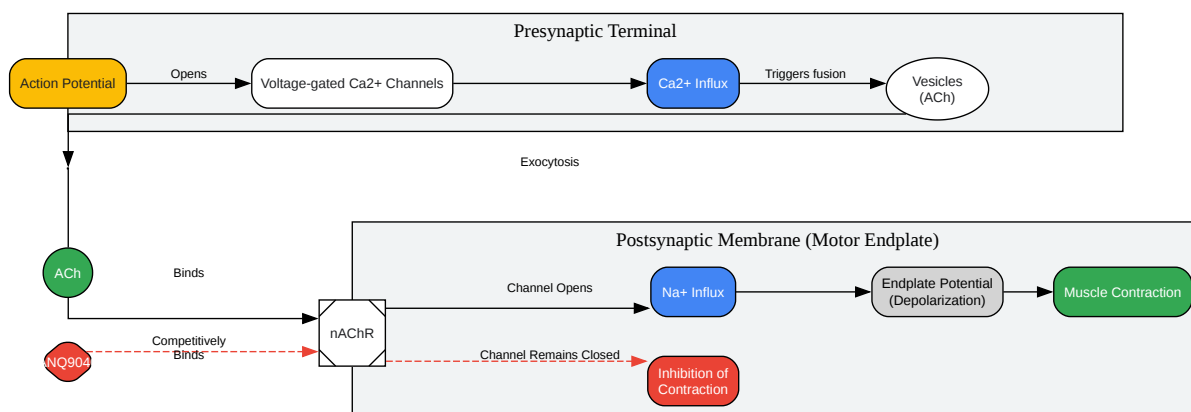 Presynaptic Terminal
Action Potential
Opens
Voltage-gated Ca2+ Channels
Ca2+ Influx
Triggers fusion
Vesicles
(ACh)
Exocytosis
Postsynaptic Membrane (Motor Endplate)
ACh
Binds
nAChR
Channel Opens
Na+ Influx
Endplate Potential
(Depolarization)
Muscle Contraction
Competitively
Binds
Channel Remains Closed
Inhibition of
Contraction